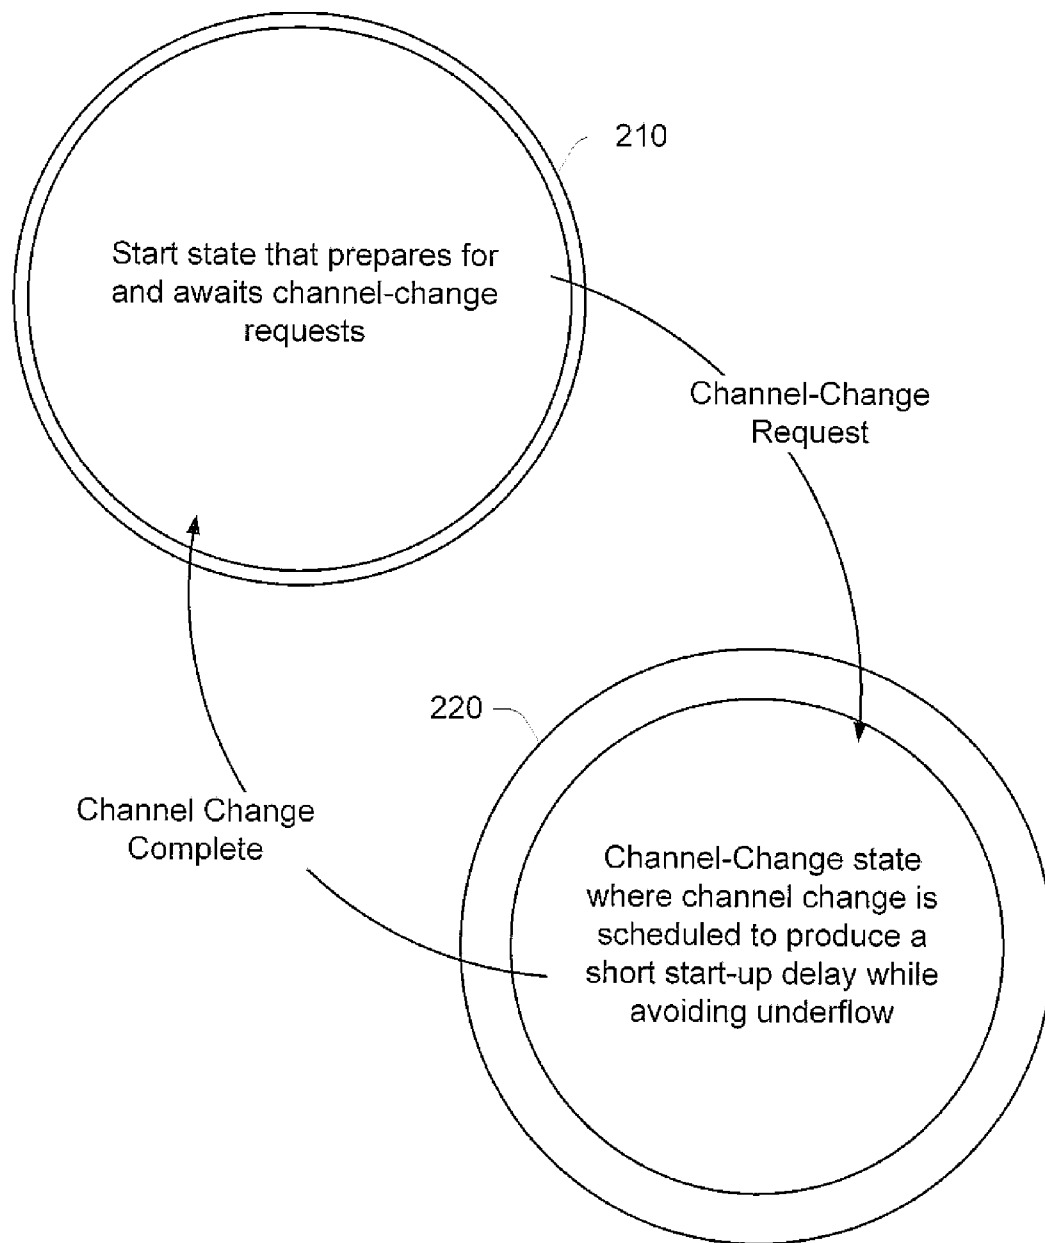 210
Start state that prepares for
and awaits channel-change
requests
Channel-Change
Request
220
Channel Change
Complete
Channel-Change state
where channel change is
scheduled to produce a
short start-up delay while
avoiding underflow